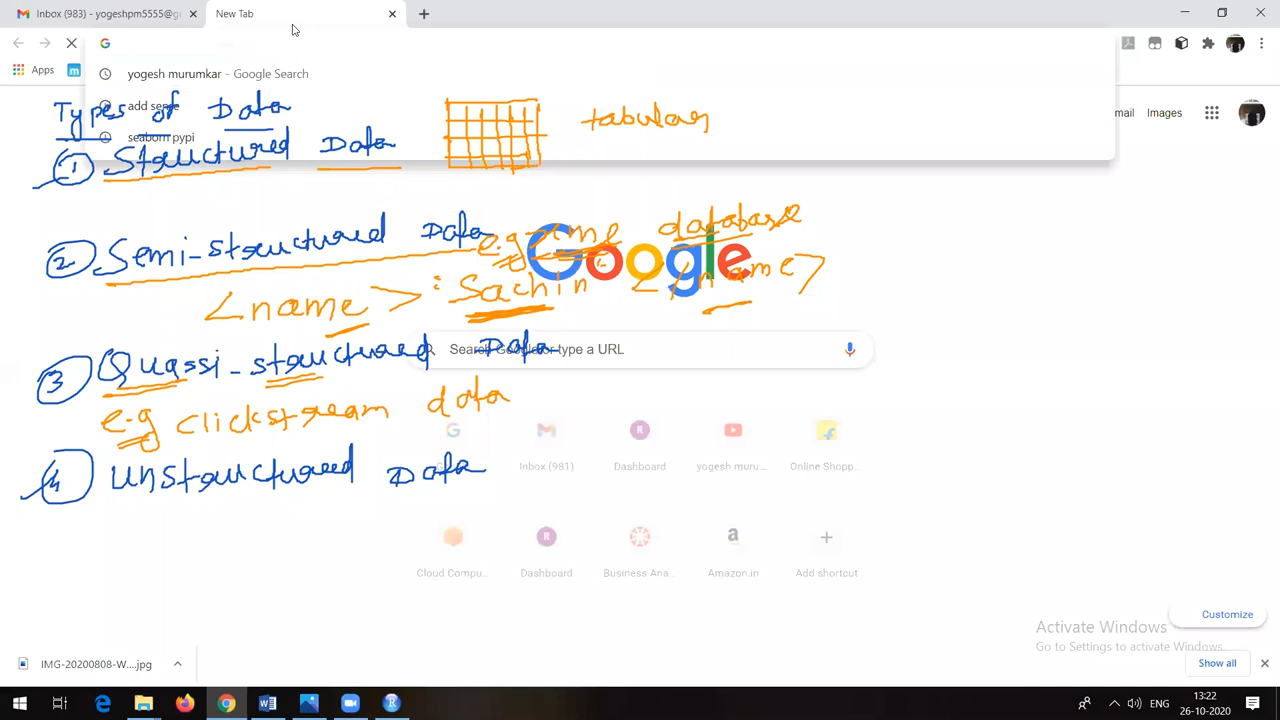 Inbox (983) - yogeshpm5555@g
New Tab
Apps
yogesh murumkar - Google Search
add sense
seaborn pypi
mail Images
Types of Data
tabular
1 Structured Data
2 Semi-structured Data
e.g database
Google
<name> : Sachin </name>
Search Google or type a URL
3 Quassi-structured Data
e.g clickstream data
4 Unstructured Data
Inbox (981)
Dashboard
yogesh muru...
Online Shopp...
Cloud Compu...
Dashboard
Business Ana...
Amazon.in
Add shortcut
Customize
Activate Windows
Go to Settings to activate Windows.
IMG-20200808-W....jpg
Show all
ENG
13:22
26-10-2020